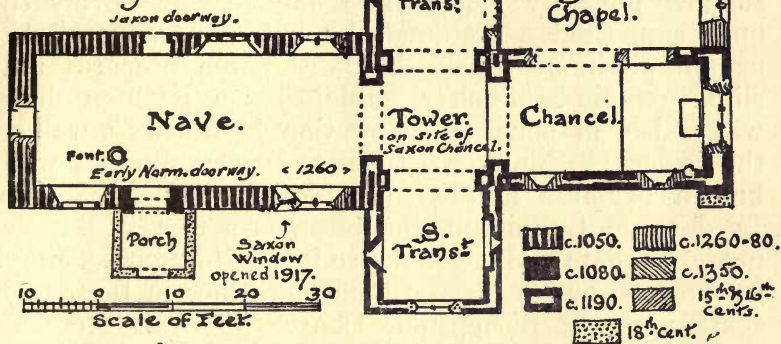 Saxon doorway.
Trans.t
Chapel.
Nave.
Tower.
on site of
Saxon Chancel.
Chancel.
Font.
Early Norm. doorway.
< 1260 >
Porch
Saxon
Window
opened 1917.
S.
Trans.t
c.1050.
c.1260-80.
c.1080.
c.1350.
c.1190.
15th & 16th
Cents.
18th Cent.
10 0 10 20 30
Scale of Feet.